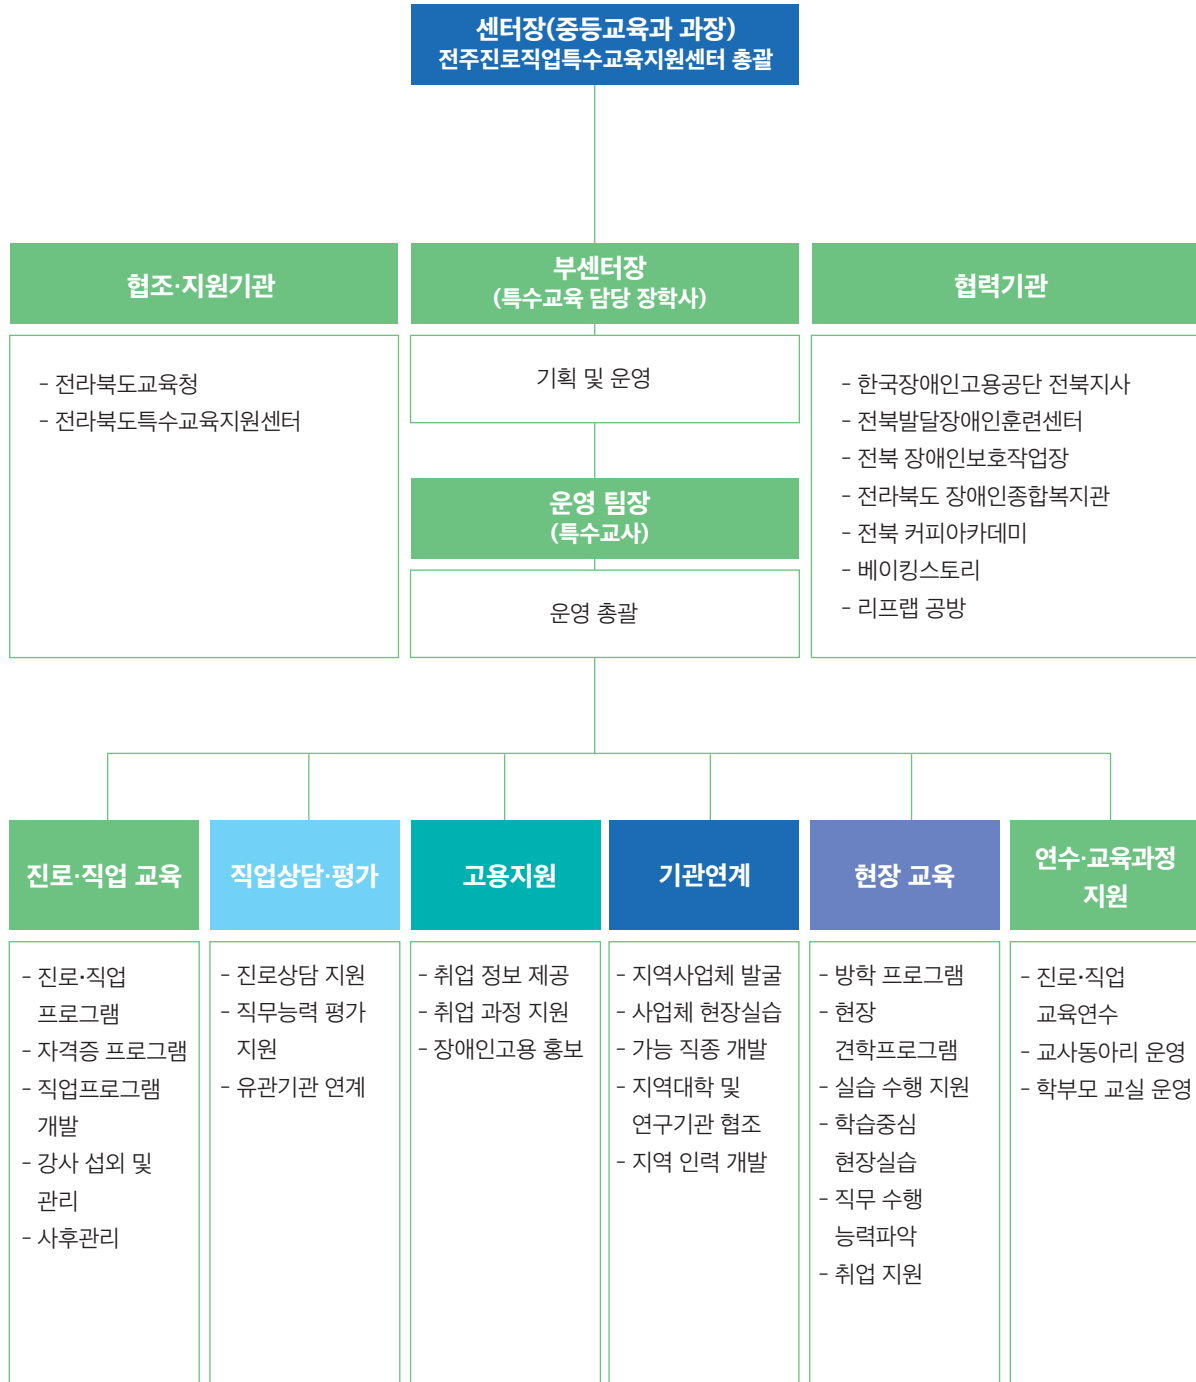 센터장(중등교육과 과장)
전주진로직업특수교육지원센터 총괄
협조·지원기관
- 전라북도교육청
- 전라북도특수교육지원센터
부센터장
(특수교육 담당 장학사)
기획 및 운영
운영 팀장
(특수교사)
운영 총괄
협력기관
- 한국장애인고용공단 전북지사
- 전북발달장애인훈련센터
- 전북 장애인보호작업장
- 전라북도 장애인종합복지관
- 전북 커피아카데미
- 베이킹스토리
- 리프랩 공방
진로·직업 교육
- 진로·직업
프로그램
- 자격증 프로그램
- 직업프로그램
개발
- 강사 섭외 및
관리
- 사후관리
직업상담·평가
- 진로상담 지원
- 직무능력 평가
지원
- 유관기관 연계
고용지원
- 취업 정보 제공
- 취업 과정 지원
- 장애인고용 홍보
기관연계
- 지역사업체 발굴
- 사업체 현장실습
- 가능 직종 개발
- 지역대학 및
연구기관 협조
- 지역 인력 개발
현장 교육
- 방학 프로그램
- 현장
견학프로그램
- 실습 수행 지원
- 학습중심
현장실습
- 직무 수행
능력파악
- 취업 지원
연수·교육과정
지원
- 진로·직업
교육연수
- 교사동아리 운영
- 학부모 교실 운영